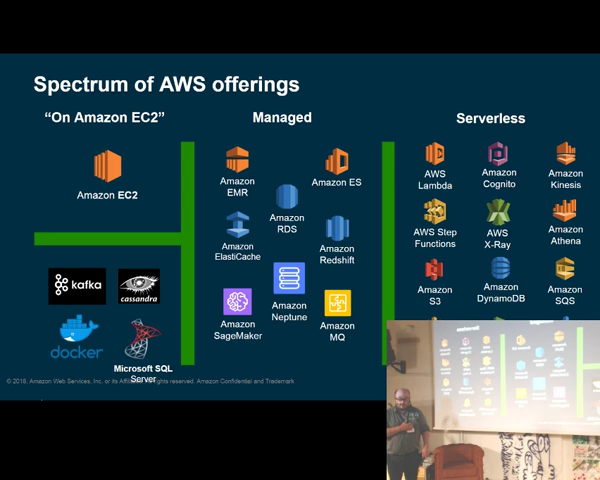 Spectrum of AWS offerings
“On Amazon EC2”
Managed
Serverless
Amazon EC2
kafka
cassandra
docker
Microsoft SQL
Server
Amazon
EMR
Amazon ES
Amazon
RDS
Amazon
ElastiCache
Amazon
Redshift
Amazon
Neptune
Amazon
SageMaker
Amazon
MQ
AWS
Lambda
Amazon
Cognito
Amazon
Kinesis
AWS Step
Functions
AWS
X-Ray
Amazon
Athena
Amazon
S3
Amazon
DynamoDB
Amazon
SQS
© 2019, Amazon Web Services, Inc. or its Affiliates. All rights reserved. Amazon Confidential and Trademark